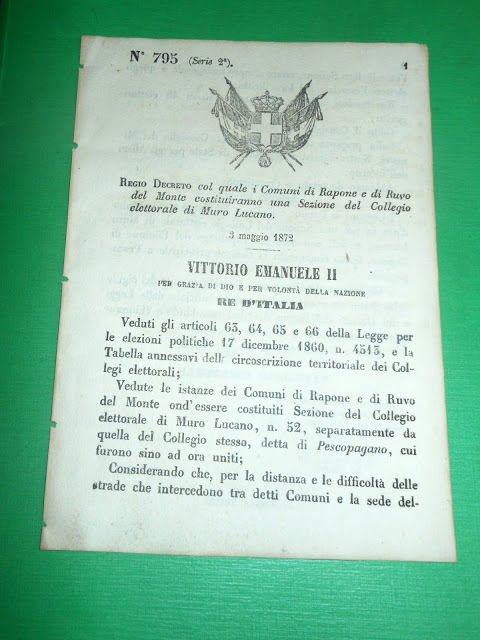 N° 795 (Serie 2ª). 1
REGIO DECRETO col quale i Comuni di Rapone e di Ruvo
del Monte costituiranno una Sezione del Collegio
elettorale di Muro Lucano.
3 maggio 1872
VITTORIO EMANUELE II
PER GRAZIA DI DIO E PER VOLONTÀ DELLA NAZIONE
RE D'ITALIA
Veduti gli articoli 63, 64, 65 e 66 della Legge per
le elezioni politiche 17 dicembre 1860, n. 4513, e la
Tabella annessavi delle circoscrizione territoriale dei Col-
legi elettorali;
Vedute le istanze dei Comuni di Rapone e di Ruvo
del Monte ond'essere costituiti Sezione del Collegio
elettorale di Muro Lucano, n. 52, separatamente da
quella del Collegio stesso, detta di Pescopagano, cui
furono sino ad ora uniti;
Considerando che, per la distanza e le difficoltà delle
strade che intercedono tra detti Comuni e la sede del-